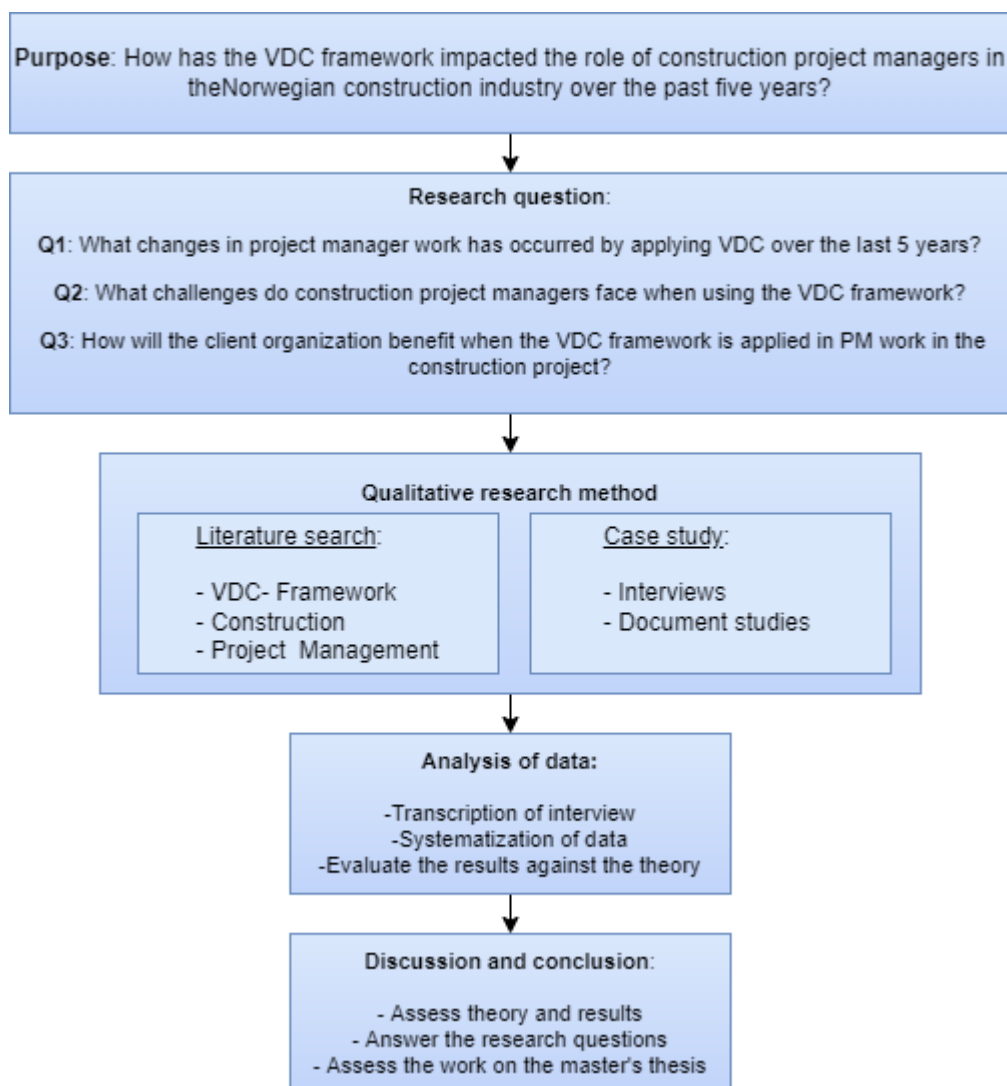 Purpose: How has the VDC framework impacted the role of construction project managers in
theNorwegian construction industry over the past five years?
Research question:
Q1: What changes in project manager work has occurred by applying VDC over the last 5 years?
Q2: What challenges do construction project managers face when using the VDC framework?
Q3: How will the client organization benefit when the VDC framework is applied in PM work in the
construction project?
Qualitative research method
Literature search:
- VDC- Framework
- Construction
- Project  Management
Case study:
- Interviews
- Document studies
Analysis of data:
-Transcription of interview
-Systematization of data
-Evaluate the results against the theory
Discussion and conclusion:
- Assess theory and results
- Answer the research questions
- Assess the work on the master's thesis